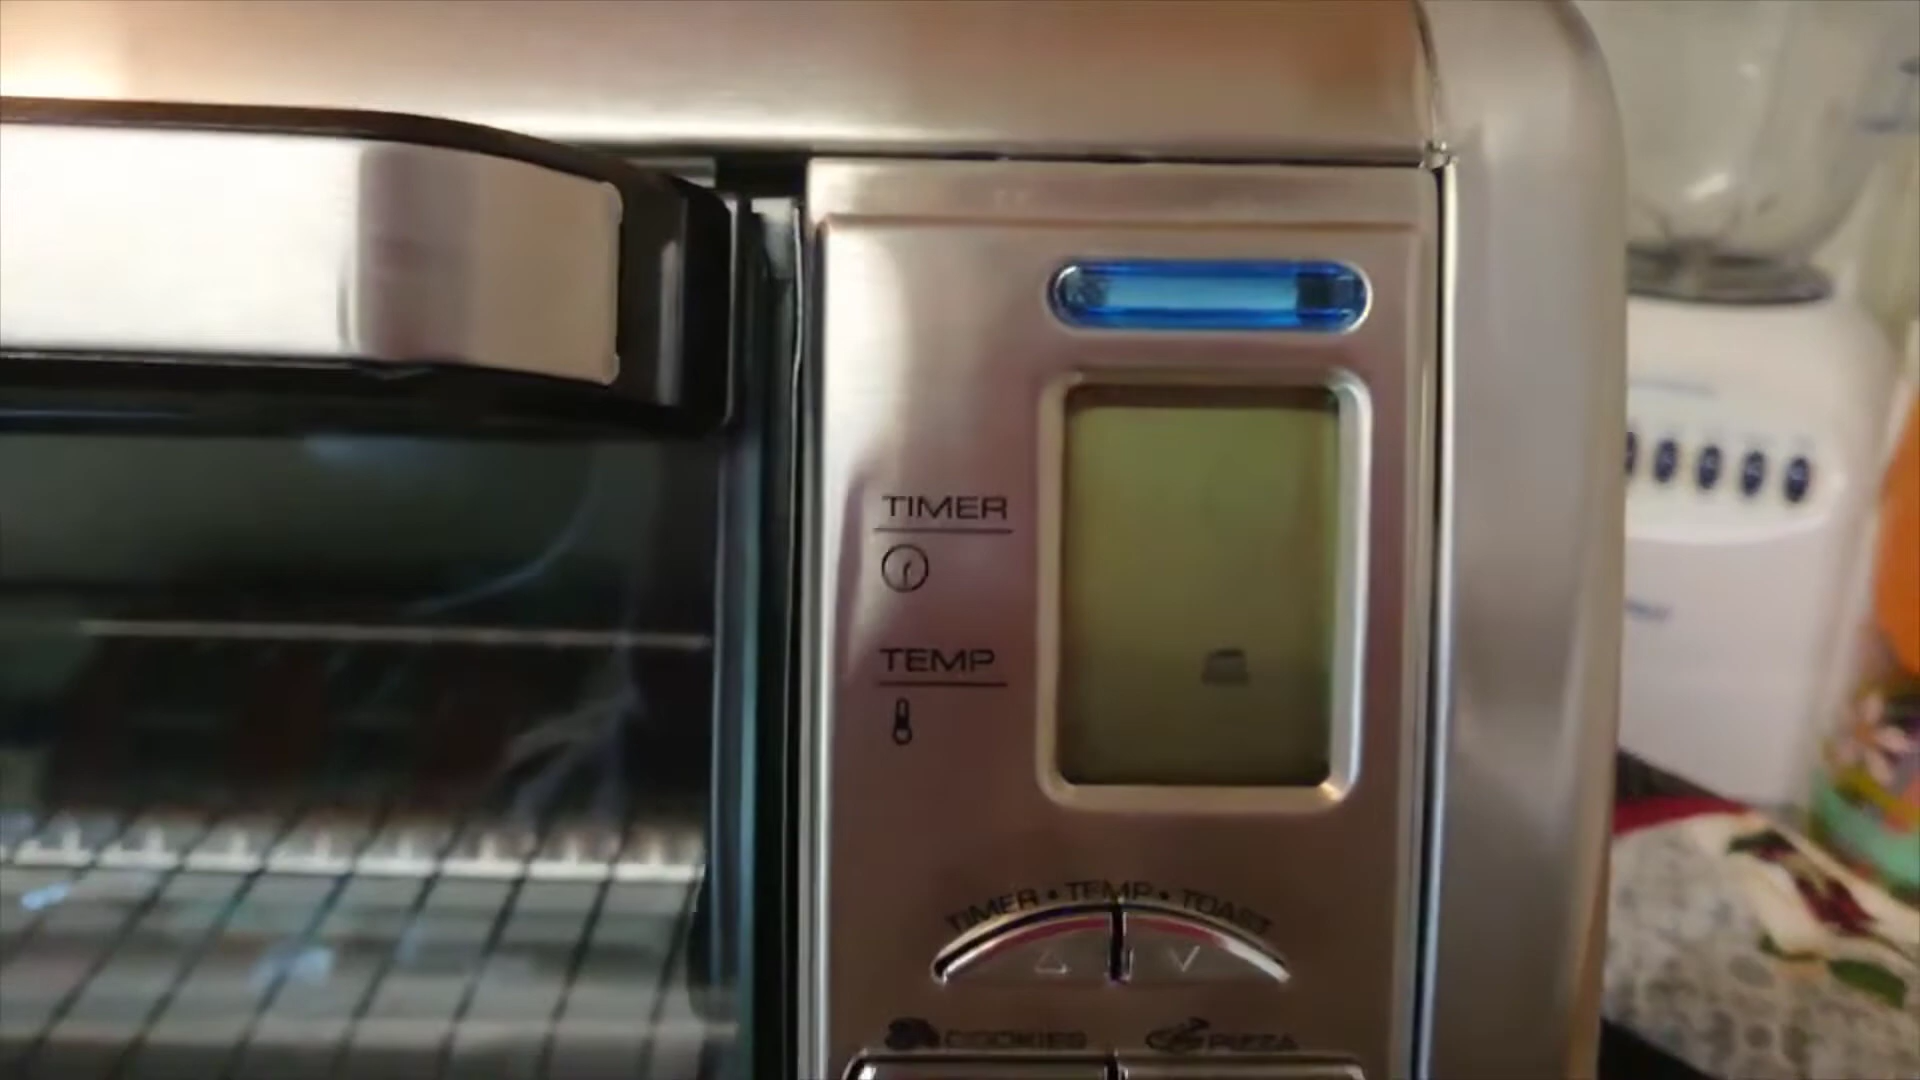 TIMER
TEMP
TIMER • TEMP • TOAST
COOKIES
PIZZA